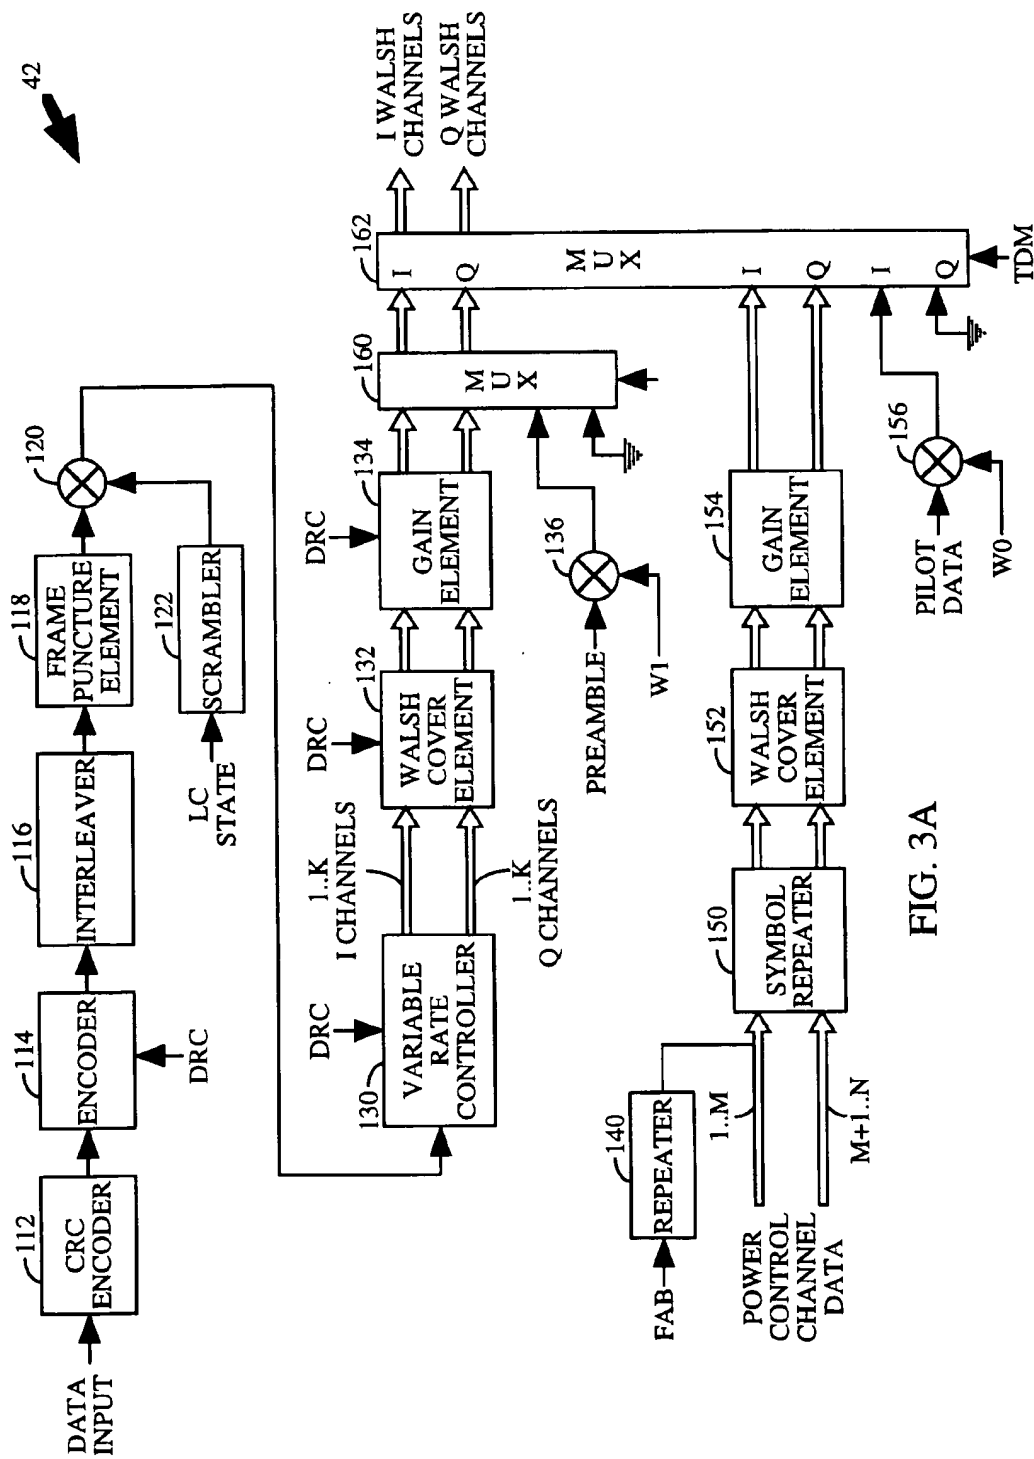 42
DATA
INPUT
112
CRC
ENCODER
114
ENCODER
DRC
116
INTERLEAVER
118
FRAME
PUNCTURE
ELEMENT
120
122
SCRAMBLER
LC
STATE
DRC
130
VARIABLE
RATE
CONTROLLER
1..K
I CHANNELS
1..K
Q CHANNELS
DRC
132
WALSH
COVER
ELEMENT
DRC
134
GAIN
ELEMENT
PREAMBLE
136
W1
160
MUX
162
I
Q
MUX
I
Q
I
Q
TDM
I WALSH
CHANNELS
Q WALSH
CHANNELS
FAB
140
REPEATER
POWER
CONTROL
CHANNEL
DATA
1..M
M+1..N
150
SYMBOL
REPEATER
152
WALSH
COVER
ELEMENT
154
GAIN
ELEMENT
PILOT
DATA
156
W0
FIG. 3A